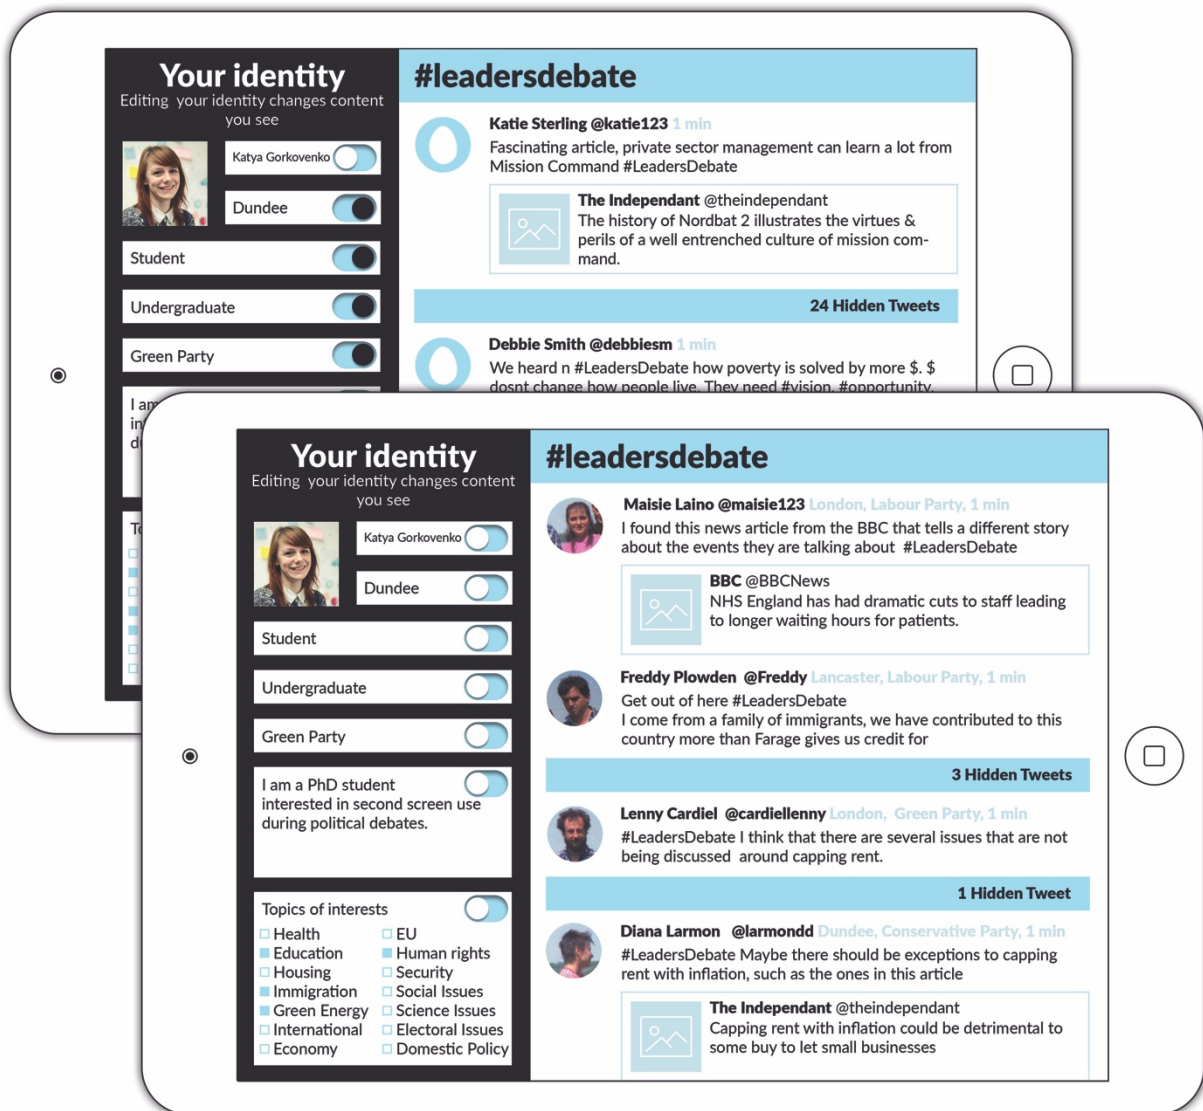 Your identity
Editing  your identity changes content
you see
Katya Gorkovenko
Dundee
Student
Undergraduate
Green Party
I am
#leadersdebate
Katie Sterling @katie123 1 min
Fascinating article, private sector management can learn a lot from
Mission Command #LeadersDebate
The Independant @theindependant
The history of Nordbat 2 illustrates the virtues &
perils of a well entrenched culture of mission com-
mand.
24 Hidden Tweets
Debbie Smith @debbiesm 1 min
We heard n #LeadersDebate how poverty is solved by more $. $
dosnt change how people live. They need #vision, #opportunity,
Your identity
Editing  your identity changes content
you see
Katya Gorkovenko
Dundee
Student
Undergraduate
Green Party
I am a PhD student
interested in second screen use
during political debates.
Topics of interests
Health
Education
Housing
Immigration
Green Energy
International
Economy
EU
Human rights
Security
Social Issues
Science Issues
Electoral Issues
Domestic Policy
#leadersdebate
Maisie Laino @maisie123 London, Labour Party, 1 min
I found this news article from the BBC that tells a different story
about the events they are talking about  #LeadersDebate
BBC @BBCNews
NHS England has had dramatic cuts to staff leading
to longer waiting hours for patients.
Freddy Plowden  @Freddy Lancaster, Labour Party, 1 min
Get out of here #LeadersDebate
I come from a family of immigrants, we have contributed to this
country more than Farage gives us credit for
3 Hidden Tweets
Lenny Cardiel  @cardiellenny London,  Green Party, 1 min
#LeadersDebate I think that there are several issues that are not
being discussed  around capping rent.
1 Hidden Tweet
Diana Larmon   @larmondd Dundee, Conservative Party, 1 min
#LeadersDebate Maybe there should be exceptions to capping
rent with inflation, such as the ones in this article
The Independant @theindependant
Capping rent with inflation could be detrimental to
some buy to let small businesses